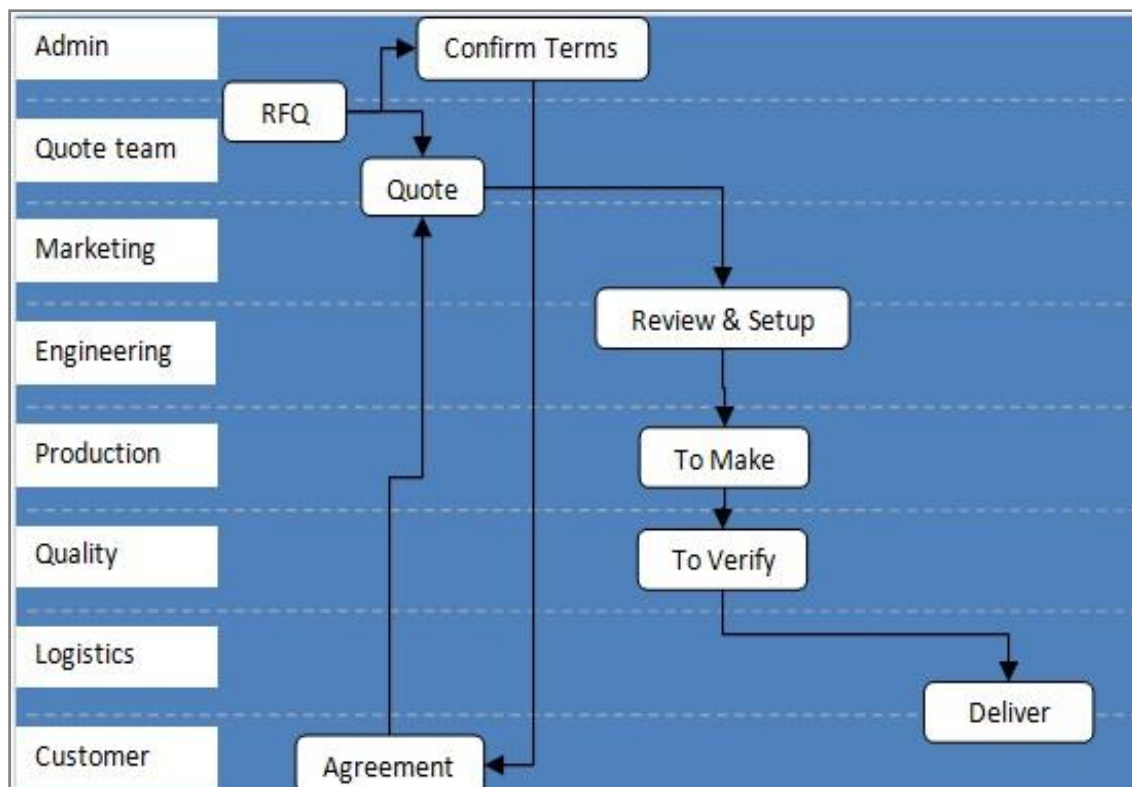 Admin
Confirm Terms
RFQ
Quote team
Quote
Marketing
Review & Setup
Engineering
Production
To Make
Quality
To Verify
Logistics
Deliver
Customer
Agreement